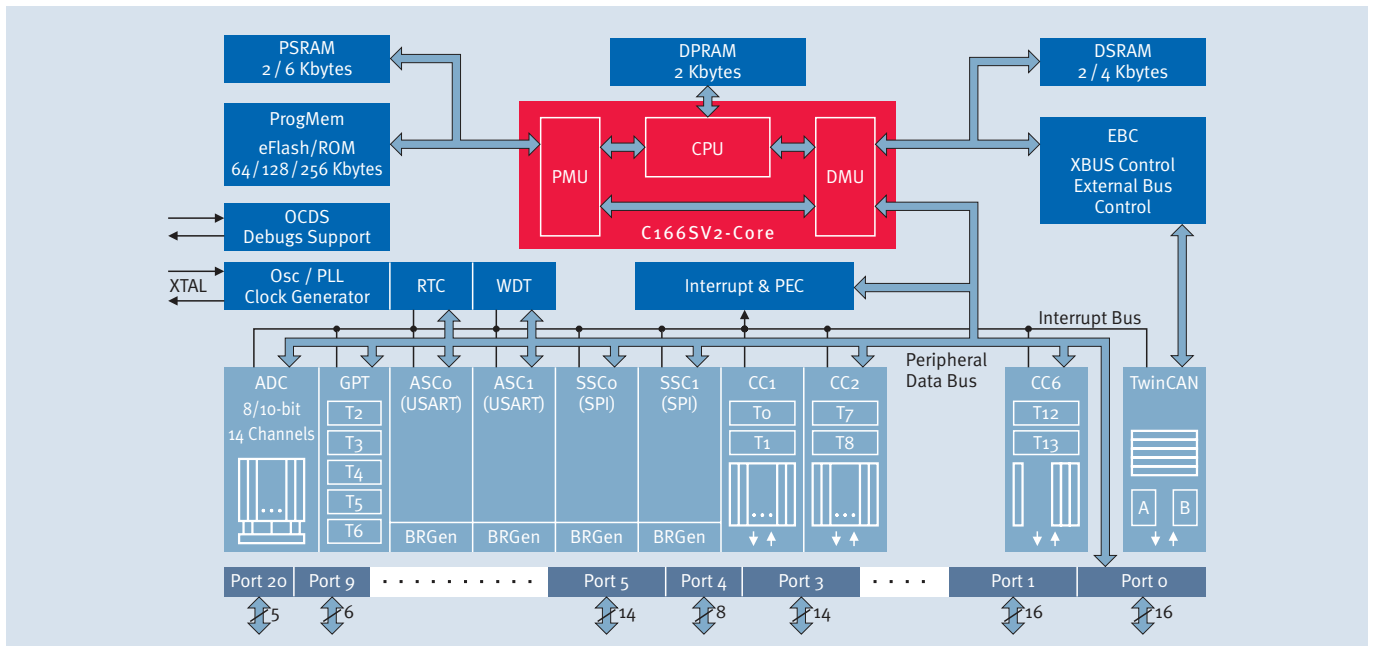 PSRAM
2 / 6 Kbytes
DPRAM
2 Kbytes
DSRAM
2 / 4 Kbytes
ProgMem
eFlash/ROM
64 / 128 / 256 Kbytes
PMU
CPU
DMU
C166SV2-Core
EBC
XBUS Control
External Bus
Control
OCDS
Debugs Support
XTAL
Osc / PLL
Clock Generator
RTC
WDT
Interrupt & PEC
Interrupt Bus
Peripheral
Data Bus
ADC
8/10-bit
14 Channels
GPT
T2
T3
T4
T5
T6
ASC0
(USART)
BRGen
ASC1
(USART)
BRGen
SSC0
(SPI)
BRGen
SSC1
(SPI)
BRGen
CC1
T0
T1
CC2
T7
T8
CC6
T12
T13
TwinCAN
A
B
Port 20
Port 9
Port 5
Port 4
Port 3
Port 1
Port 0
5
6
14
8
14
16
16